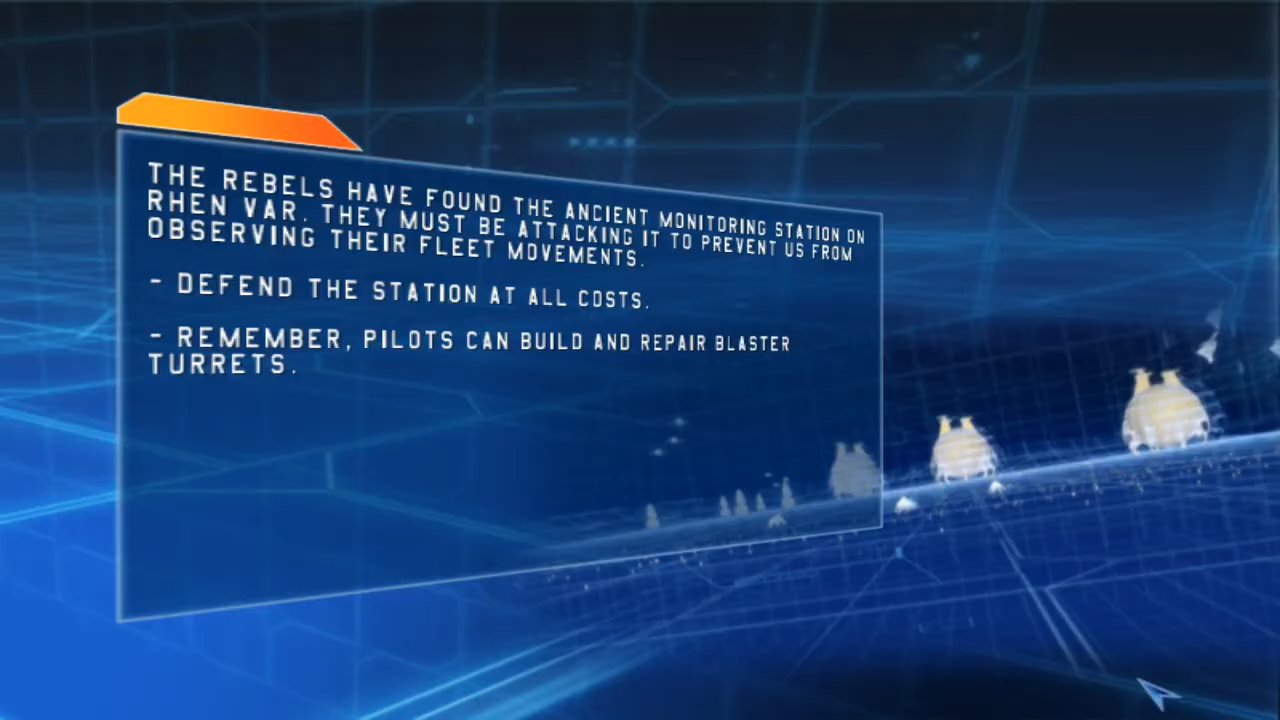 THE REBELS HAVE FOUND THE ANCIENT MONITORING STATION ON
RHEN VAR. THEY MUST BE ATTACKING IT TO PREVENT US FROM
OBSERVING THEIR FLEET MOVEMENTS.
- DEFEND THE STATION AT ALL COSTS.
- REMEMBER, PILOTS CAN BUILD AND REPAIR BLASTER
TURRETS.